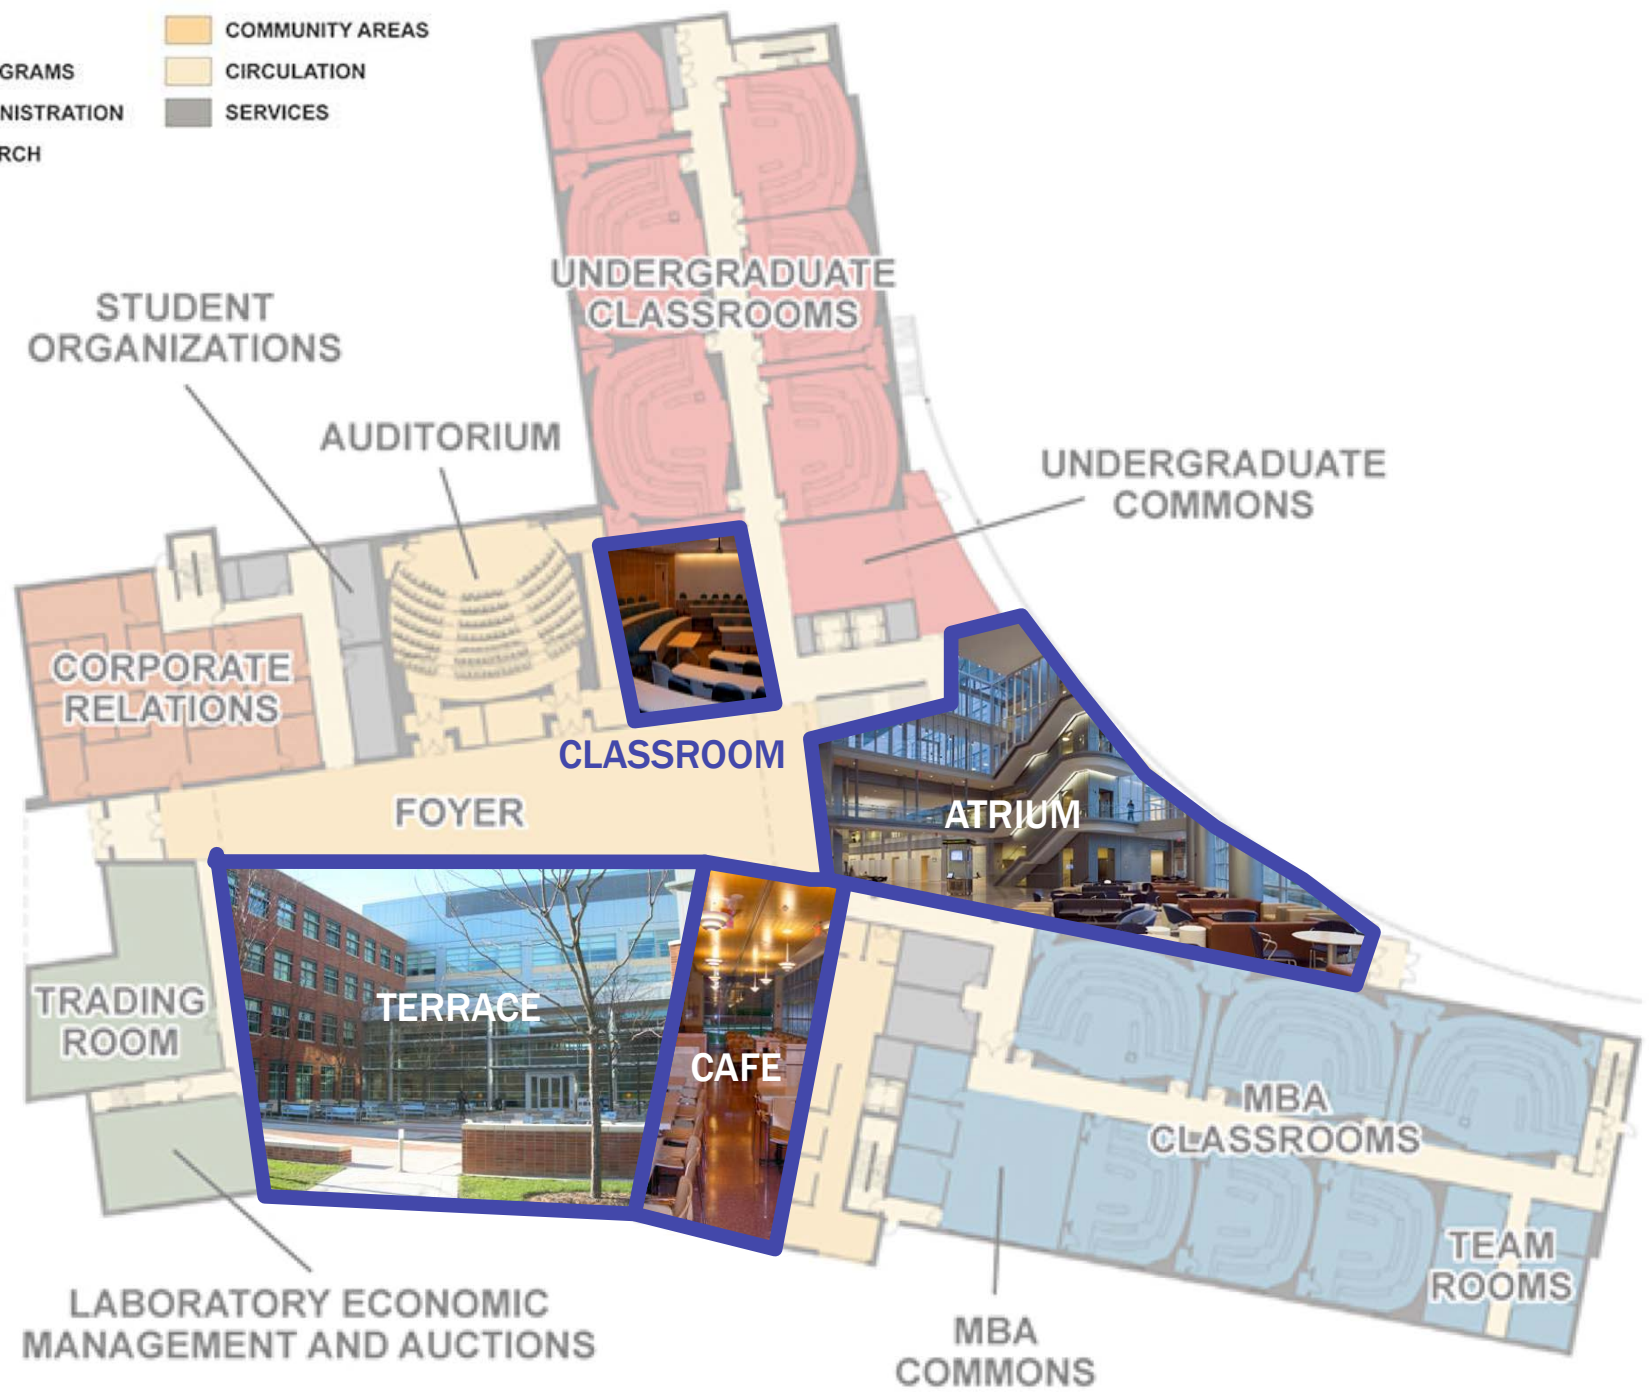 COMMUNITY AREAS
GRAMS
CIRCULATION
NISTRATION
SERVICES
RCH
UNDERGRADUATE
CLASSROOMS
STUDENT
ORGANIZATIONS
AUDITORIUM
UNDERGRADUATE
COMMONS
CORPORATE
RELATIONS
CLASSROOM
FOYER
ATRIUM
TRADING
ROOM
TERRACE
CAFE
MBA
CLASSROOMS
TEAM
ROOMS
LABORATORY ECONOMIC
MANAGEMENT AND AUCTIONS
MBA
COMMONS